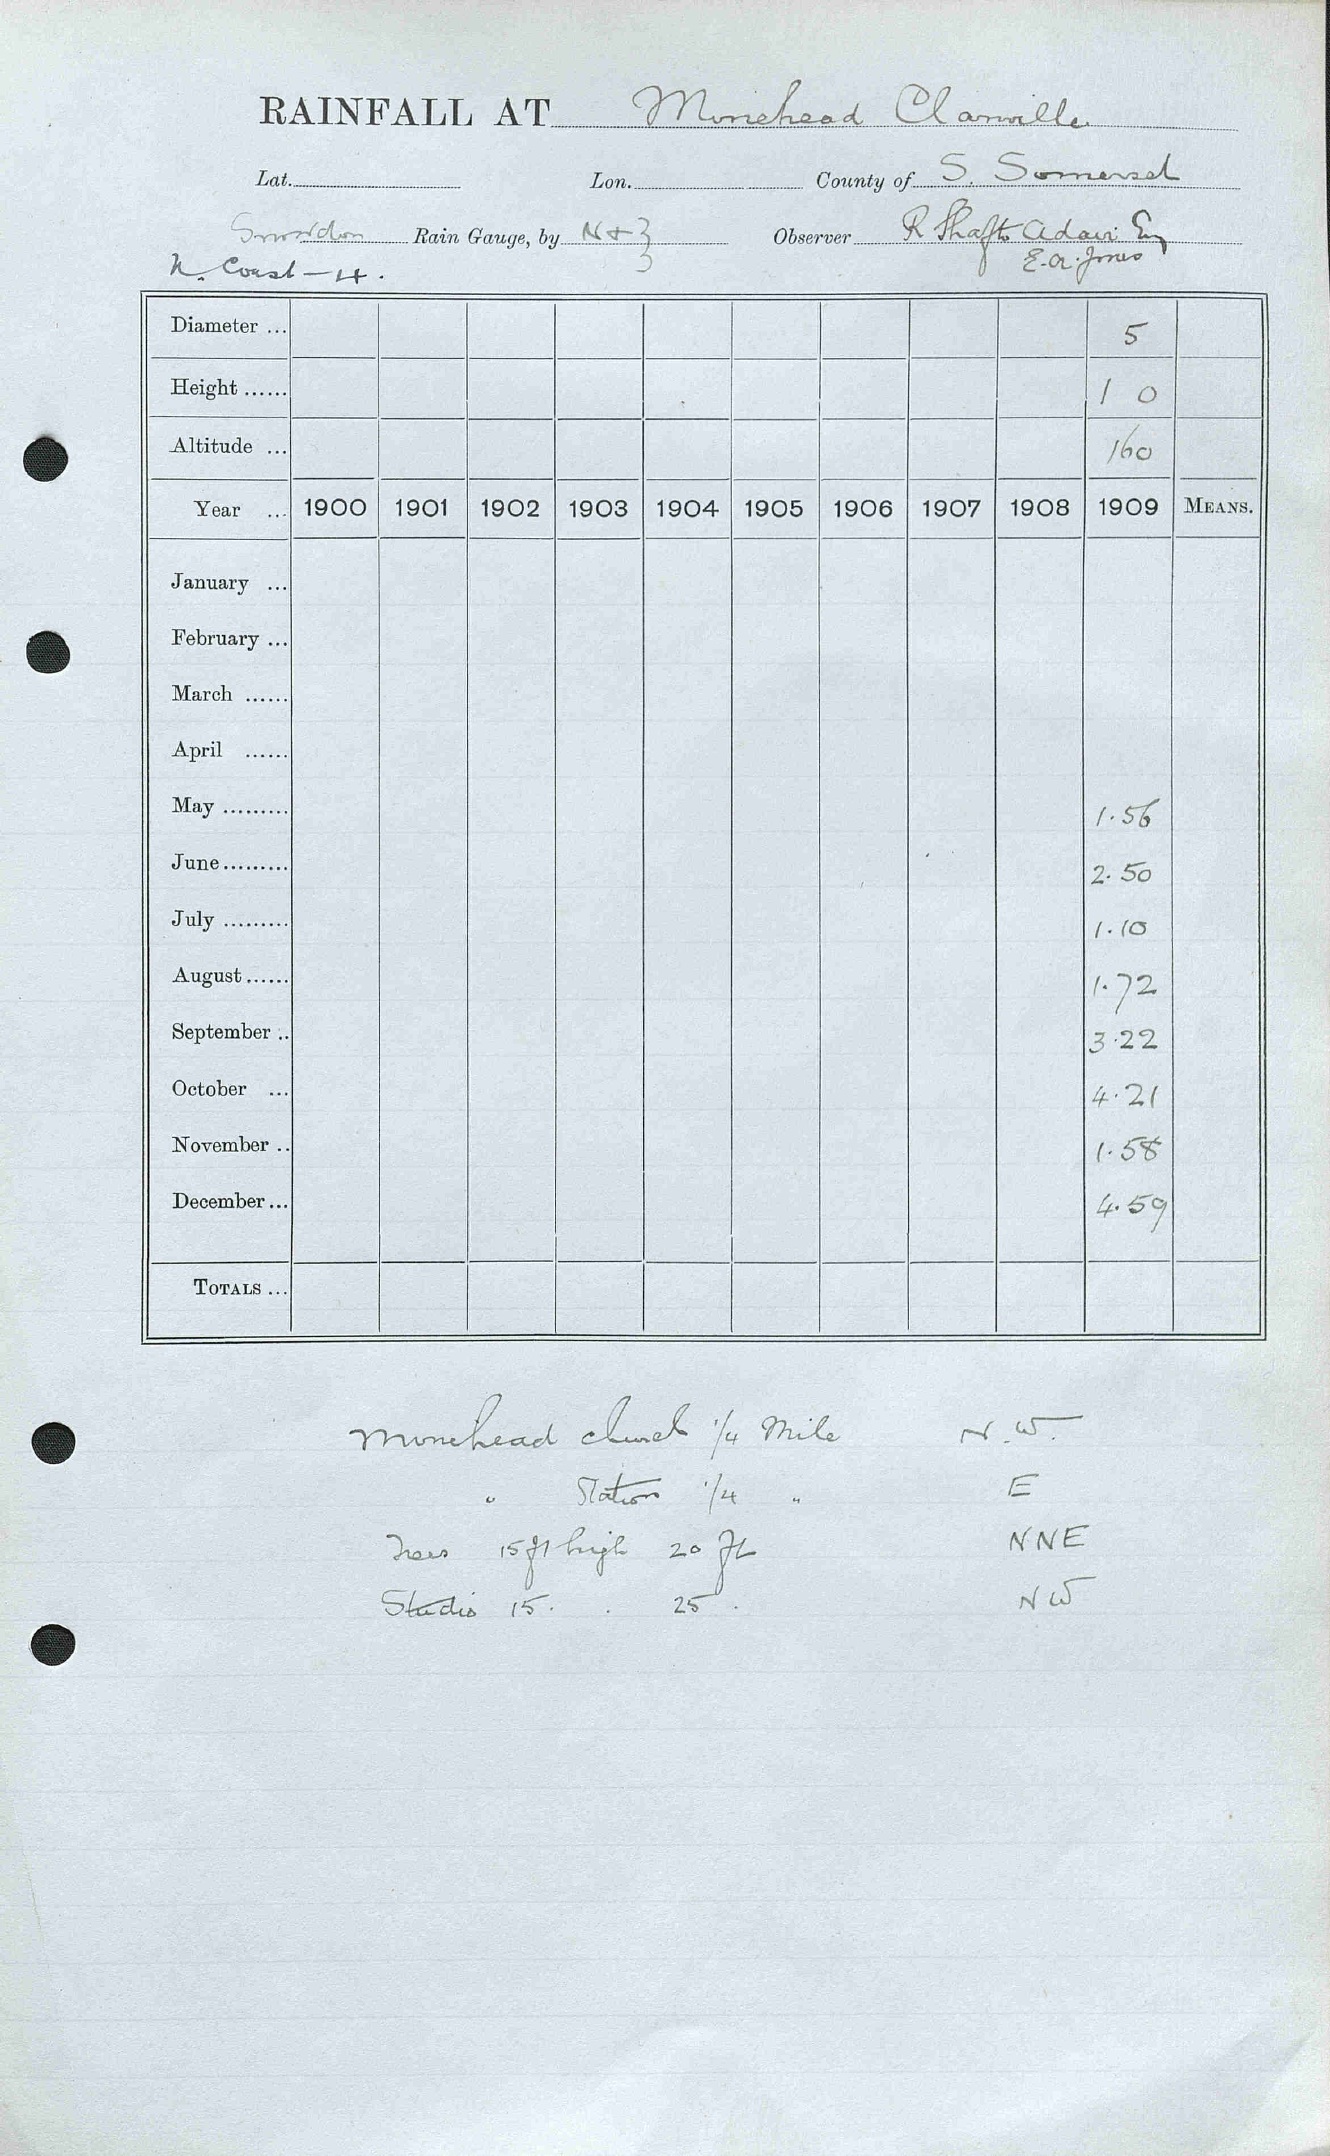 RAINFALL AT Minehead Clanville
Lat. Lon. County of S. Somerset
Snowdon Rain Gauge, by N & Z Observer R Shafto Adair Esq
N. Coast – 4. E. A. Jones
Diameter ... 5
Height ...... 1 0
Altitude ... 160
Year ... 1900 1901 1902 1903 1904 1905 1906 1907 1908 1909 MEANS.
January ...
February ...
March ......
April ......
May ......... 1.56
June ......... 2.50
July ......... 1.10
August ...... 1.72
September .. 3.22
October ... 4.21
November .. 1.58
December ... 4.59
TOTALS ...
Minehead church 1/4 Mile N.W.
" Station 1/4 " E
Trees 15 ft high 20 ft NNE
Studio 15 . . 25 . NW